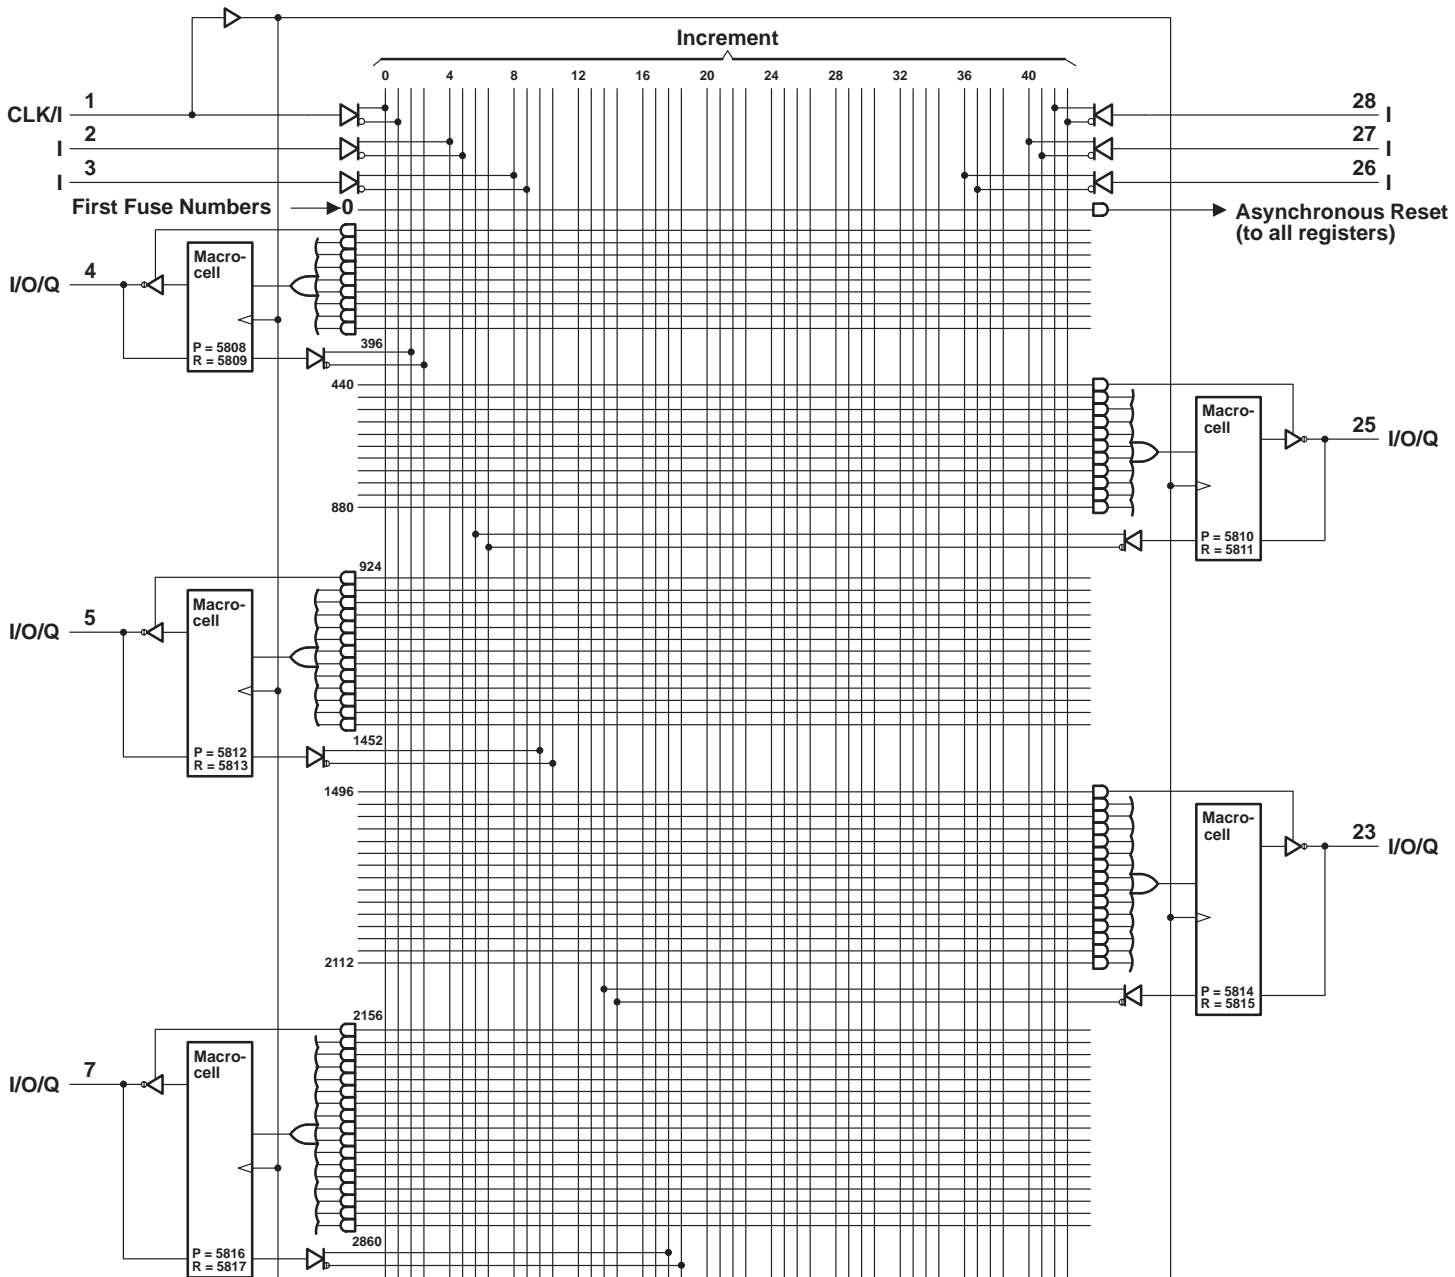 Increment
0 4 8 12 16 20 24 28 32 36 40
CLK/I 1
28 I
I 2
27 I
I 3
26 I
First Fuse Numbers 0
Asynchronous Reset
(to all registers)
Macro-
cell
I/O/Q 4
P = 5808
R = 5809
396
440
Macro-
cell
25 I/O/Q
880
P = 5810
R = 5811
924
Macro-
cell
I/O/Q 5
P = 5812
R = 5813
1452
1496
Macro-
cell
23 I/O/Q
2112
P = 5814
R = 5815
2156
Macro-
cell
I/O/Q 7
P = 5816
R = 5817
2860